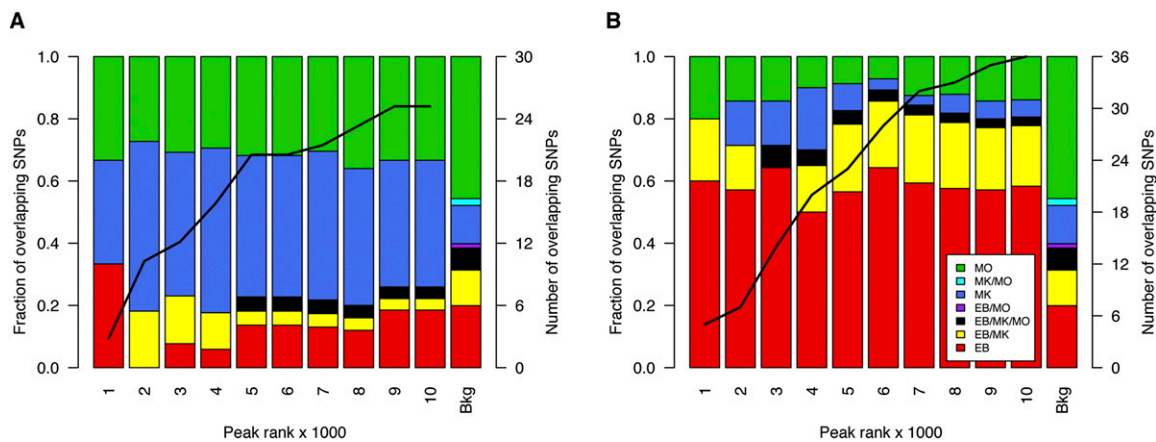 A
Fraction of overlapping SNPs
1.0
0.8
0.6
0.4
0.2
0.0
30
24
18
12
6
0
Number of overlapping SNPs
1 2 3 4 5 6 7 8 9 10 Bkg
Peak rank x 1000
B
Fraction of overlapping SNPs
1.0
0.8
0.6
0.4
0.2
0.0
MO
MK/MO
MK
EB/MO
EB/MK/MO
EB/MK
EB
36
30
24
18
12
6
0
Number of overlapping SNPs
1 2 3 4 5 6 7 8 9 10 Bkg
Peak rank x 1000